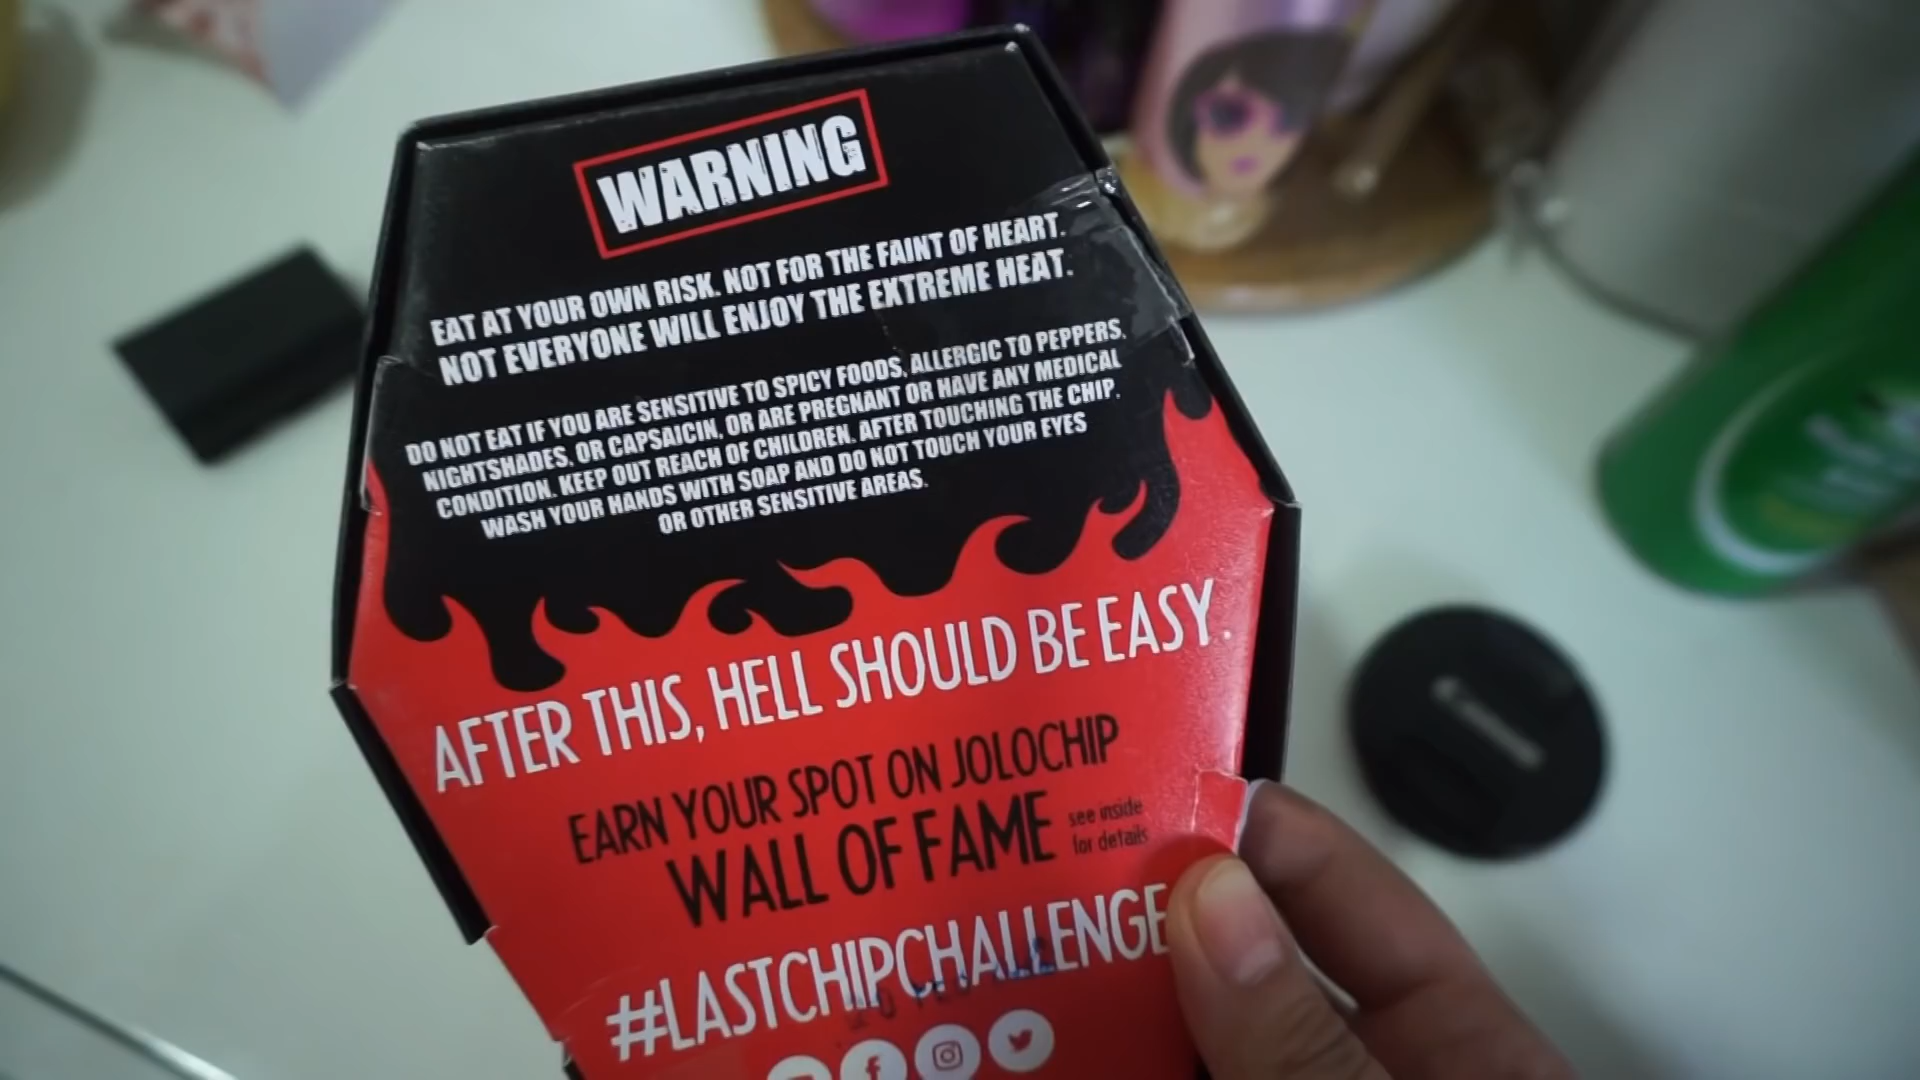 WARNING
EAT AT YOUR OWN RISK. NOT FOR THE FAINT OF HEART.
NOT EVERYONE WILL ENJOY THE EXTREME HEAT.
DO NOT EAT IF YOU ARE SENSITIVE TO SPICY FOODS, ALLERGIC TO PEPPERS,
NIGHTSHADES, OR CAPSAICIN, OR ARE PREGNANT OR HAVE ANY MEDICAL
CONDITION. KEEP OUT REACH OF CHILDREN. AFTER TOUCHING THE CHIP.
WASH YOUR HANDS WITH SOAP AND DO NOT TOUCH YOUR EYES
OR OTHER SENSITIVE AREAS.
AFTER THIS, HELL SHOULD BE EASY.
EARN YOUR SPOT ON JOLOCHIP
WALL OF FAME see inside
for details
#LASTCHIPCHALLENGE